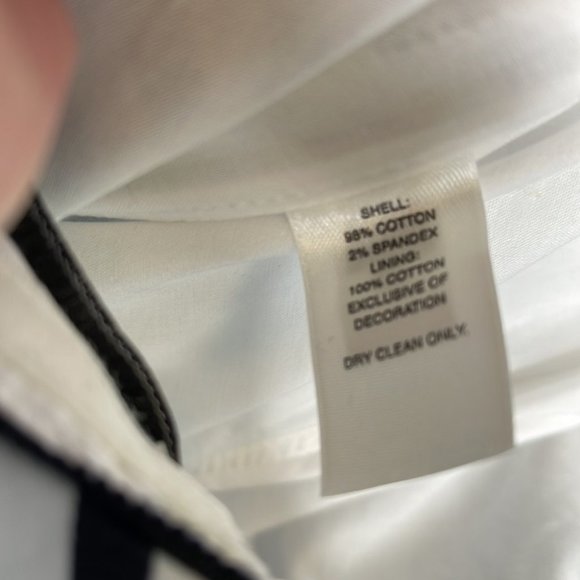 SHELL:
98% COTTON
2% SPANDEX
LINING:
100% COTTON
EXCLUSIVE OF
DECORATION
DRY CLEAN ONLY.